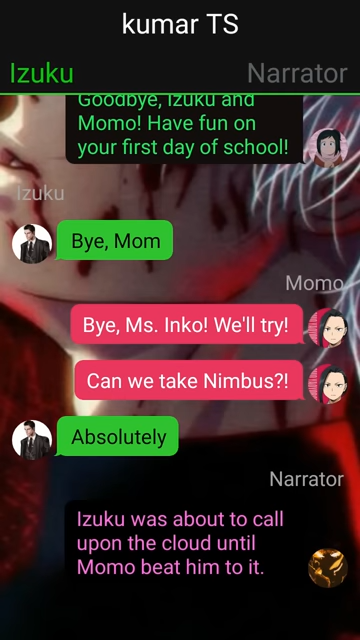 kumar TS
Izuku
Narrator
Goodbye, Izuku and
Momo! Have fun on
your first day of school!
Izuku
Bye, Mom
Momo
Bye, Ms. Inko! We'll try!
Can we take Nimbus?!
Absolutely
Narrator
Izuku was about to call
upon the cloud until
Momo beat him to it.